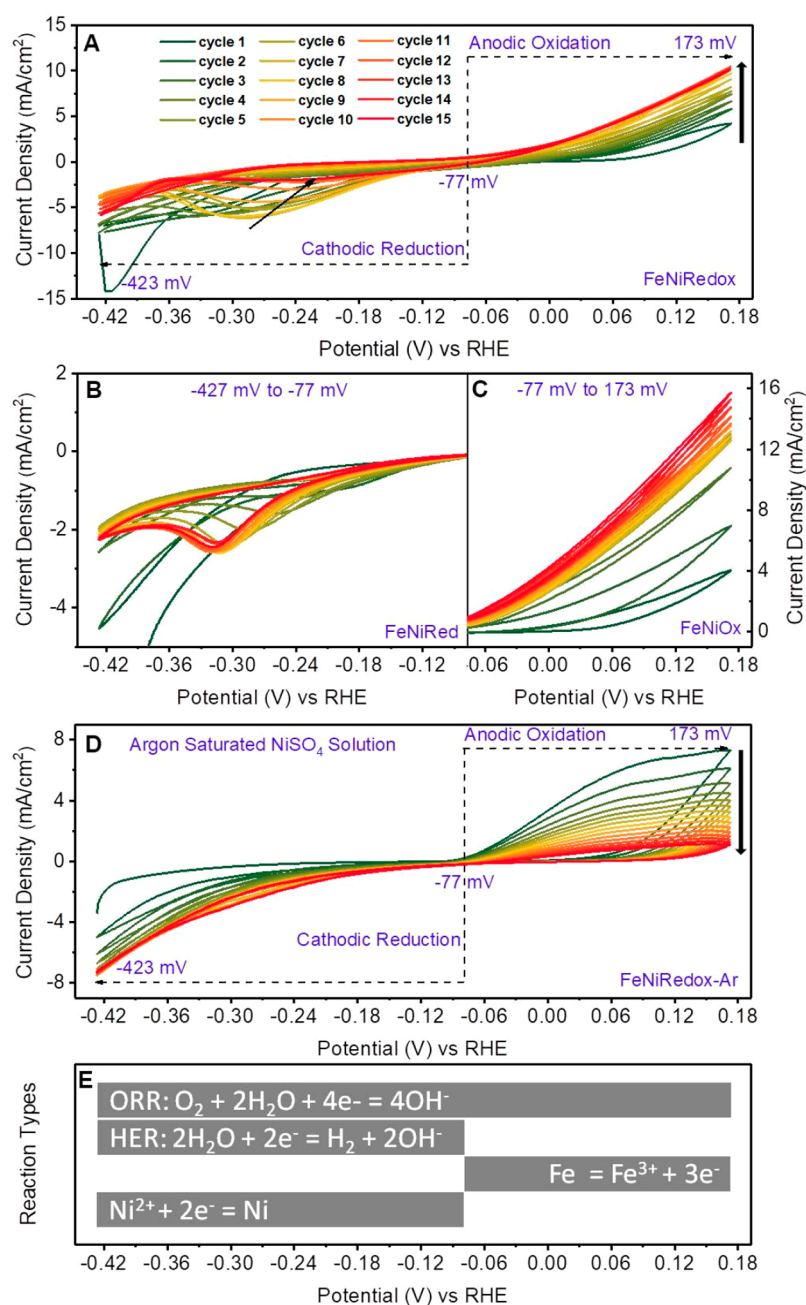 A
cycle 1 cycle 6 cycle 11
cycle 2 cycle 7 cycle 12
cycle 3 cycle 8 cycle 13
cycle 4 cycle 9 cycle 14
cycle 5 cycle 10 cycle 15
Anodic Oxidation 173 mV
15
10
5
0
-5
-10
-15
Current Density (mA/cm²)
-77 mV
Cathodic Reduction
-423 mV
FeNiRedox
-0.42 -0.36 -0.30 -0.24 -0.18 -0.12 -0.06 0.00 0.06 0.12 0.18
Potential (V) vs RHE
B
-427 mV to -77 mV
2
0
-2
-4
Current Density (mA/cm²)
FeNiRed
-0.42 -0.36 -0.30 -0.24 -0.18 -0.12
Potential (V) vs RHE
C
-77 mV to 173 mV
16
12
8
4
0
Current Density (mA/cm²)
FeNiOx
-0.06 0.00 0.06 0.12 0.18
Potential (V) vs RHE
D
Argon Saturated NiSO₄ Solution
Anodic Oxidation
173 mV
8
4
0
-4
-8
Current Density (mA/cm²)
-77 mV
Cathodic Reduction
-423 mV
FeNiRedox-Ar
-0.42 -0.36 -0.30 -0.24 -0.18 -0.12 -0.06 0.00 0.06 0.12 0.18
Potential (V) vs RHE
E
Reaction Types
ORR: O₂ + 2H₂O + 4e- = 4OH⁻
HER: 2H₂O + 2e⁻ = H₂ + 2OH⁻
Fe = Fe³⁺ + 3e⁻
Ni²⁺ + 2e⁻ = Ni
-0.42 -0.36 -0.30 -0.24 -0.18 -0.12 -0.06 0.00 0.06 0.12 0.18
Potential (V) vs RHE